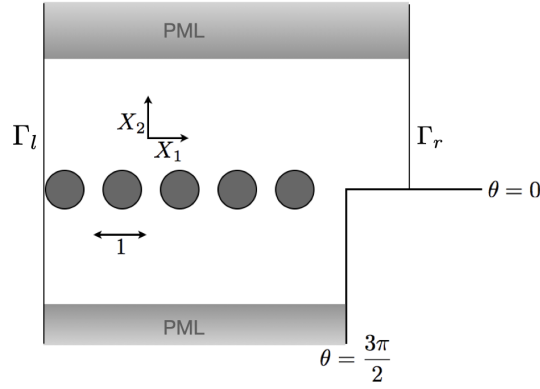 PML
X₂
X₁
Γₗ
Γᵣ
θ = 0
1
PML
θ = 3π/2